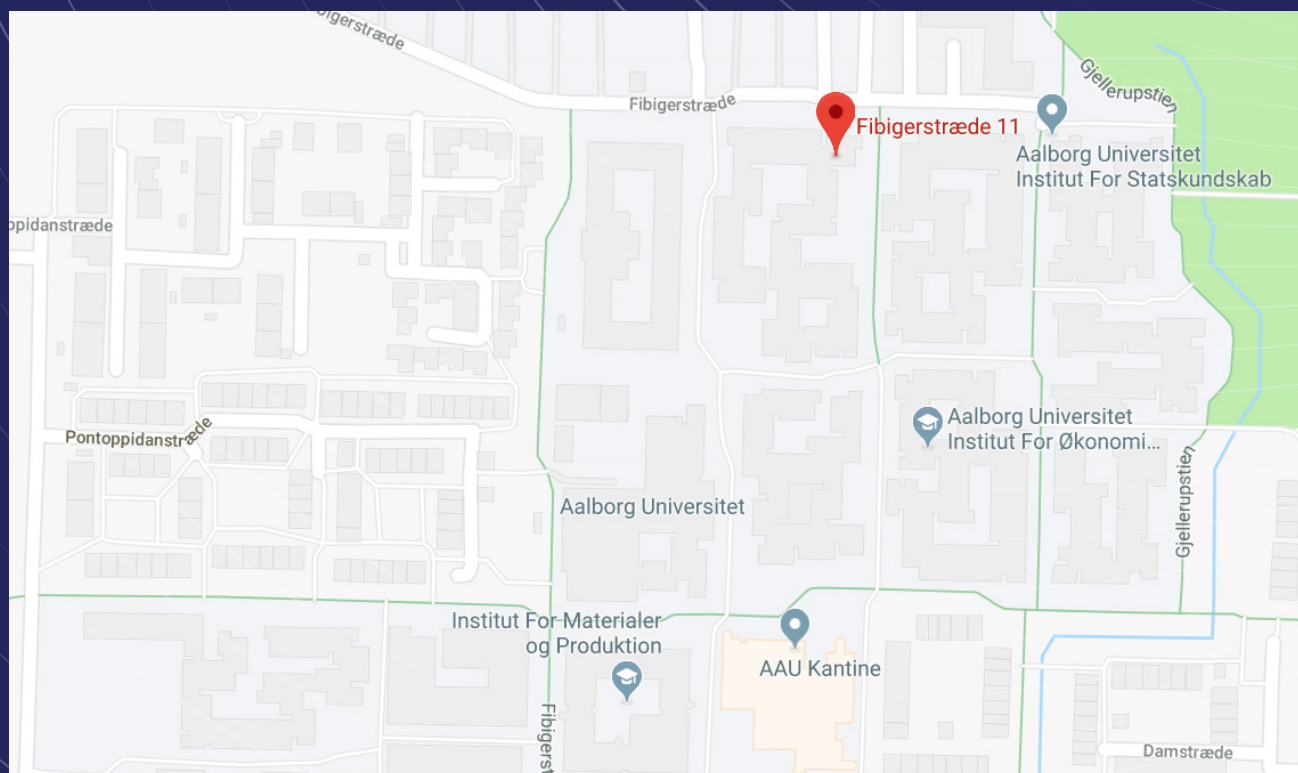 igerstræde
Gjellerupstien
Fibigerstræde
Fibigerstræde 11
Aalborg Universitet
Institut For Statskundskab
ppidanstræde
Aalborg Universitet
Institut For Økonomi...
Pontoppidanstræde
Aalborg Universitet
Gjellerupstien
Institut For Materialer
og Produktion
AAU Kantine
Fibigerst
Damstræde